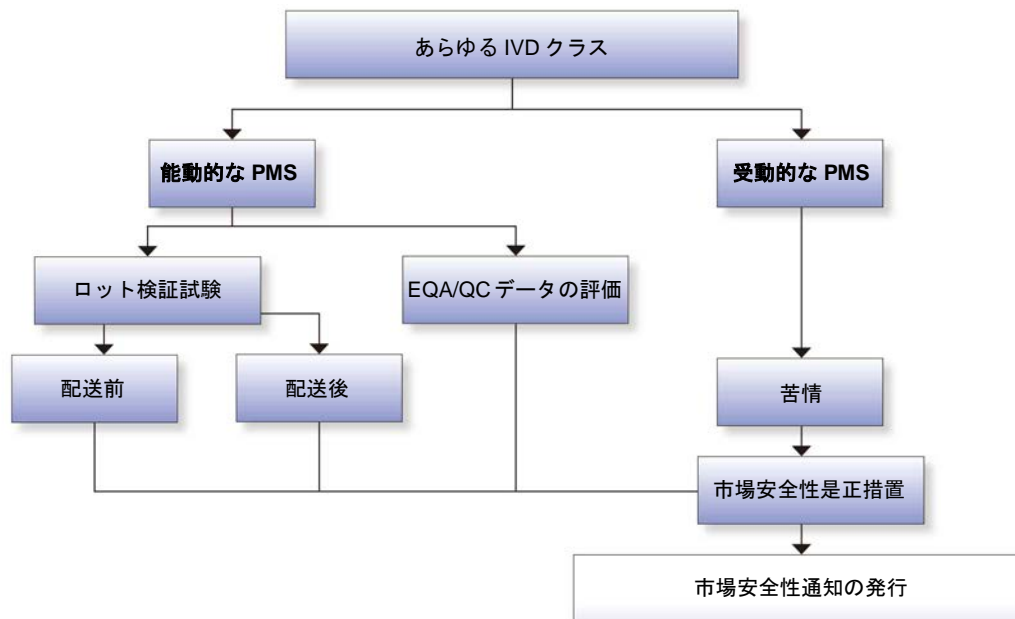 あらゆる IVD クラス
能動的な PMS
受動的な PMS
ロット検証試験
EQA/QC データの評価
配送前
配送後
苦情
市場安全性是正措置
市場安全性通知の発行